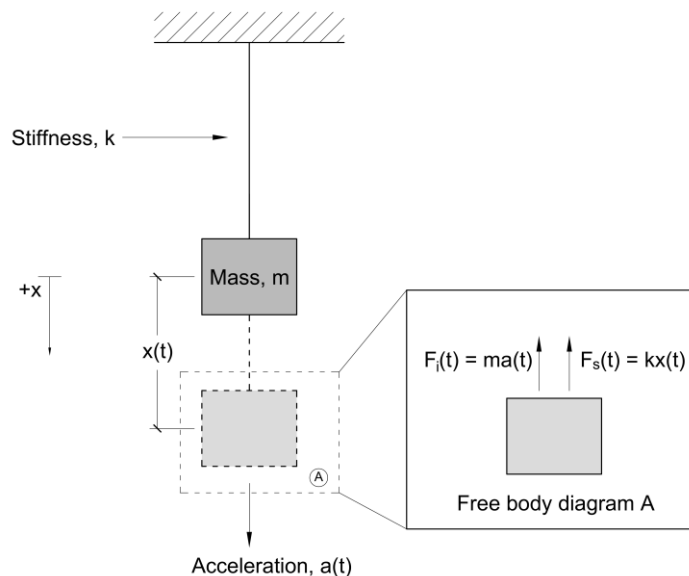 Stiffness, k
Mass, m
+x
x(t)
F_i(t) = ma(t)
F_s(t) = kx(t)
A
Free body diagram A
Acceleration, a(t)